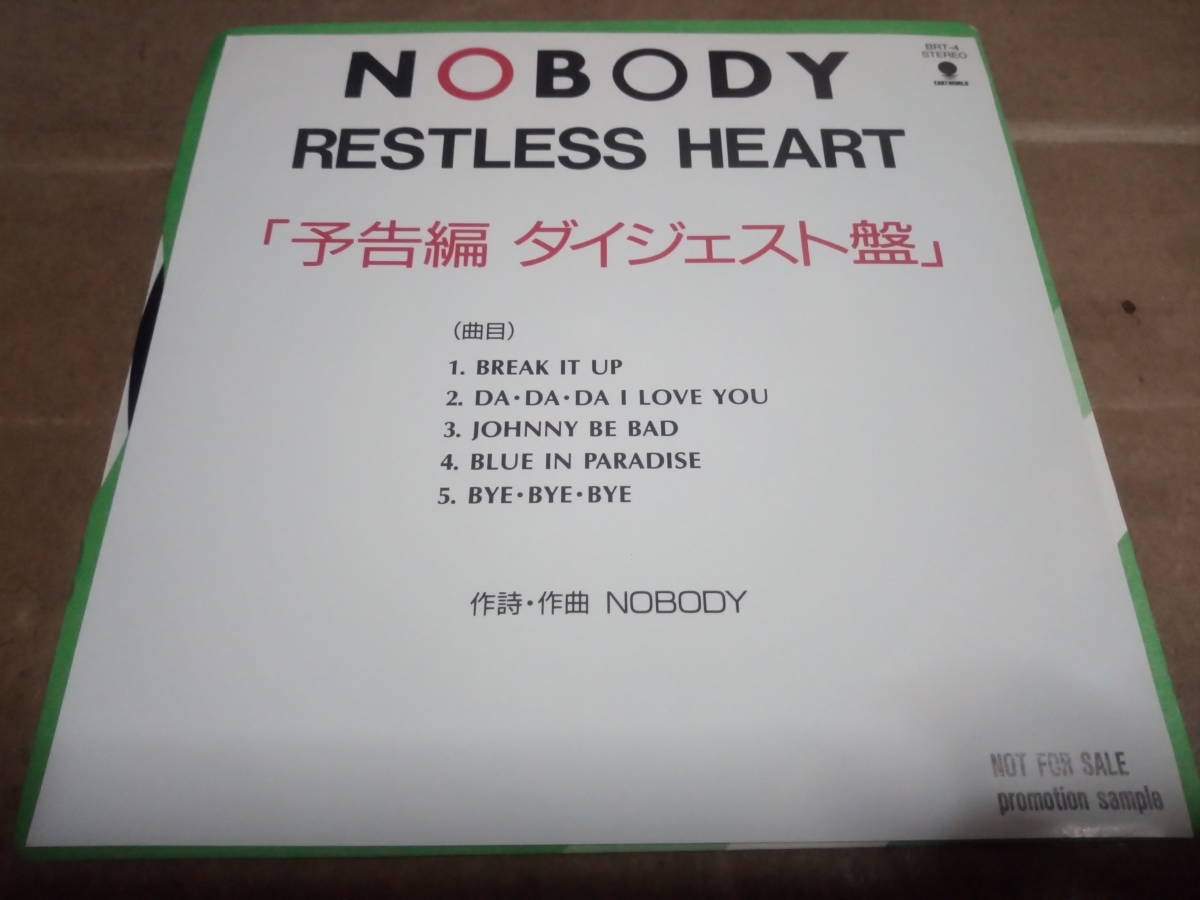 NOBODY
BRT-4
STEREO
EASTWORLD
RESTLESS HEART
「予告編 ダイジェスト盤」
(曲目)
1. BREAK IT UP
2. DA・DA・DA I LOVE YOU
3. JOHNNY BE BAD
4. BLUE IN PARADISE
5. BYE・BYE・BYE
作詩・作曲 NOBODY
NOT FOR SALE
promotion sample